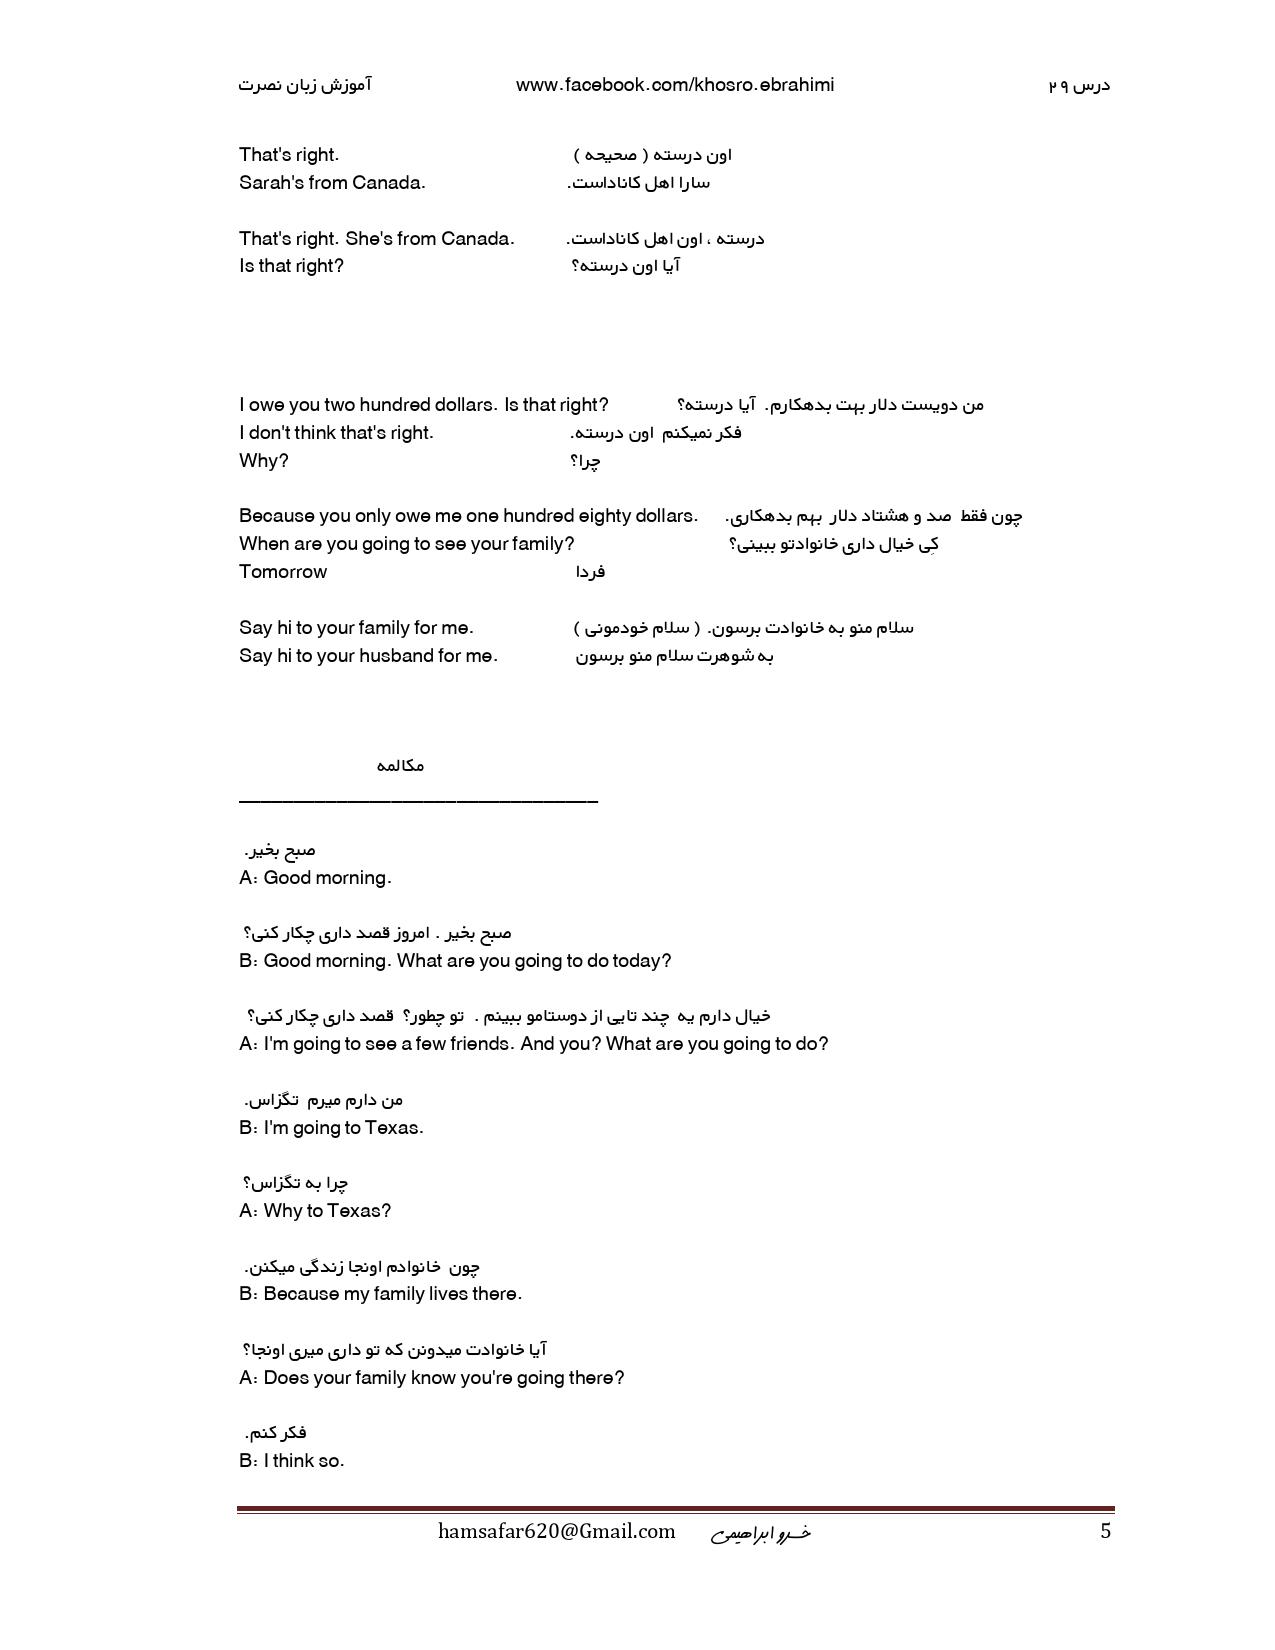 آموزش زبان نصرت www.facebook.com/khosro.ebrahimi درس ۲۹
That's right. اون درسته ( صحیحه )
Sarah's from Canada. سارا اهل کاناداست.
That's right. She's from Canada. درسته ، اون اهل کاناداست.
Is that right? آیا اون درسته؟
I owe you two hundred dollars. Is that right? من دویست دلار بهت بدهکارم. آیا درسته؟
I don't think that's right. فکر نمیکنم اون درسته.
Why? چرا؟
Because you only owe me one hundred eighty dollars. چون فقط صد و هشتاد دلار بهم بدهکاری.
When are you going to see your family? کِی خیال داری خانوادتو ببینی؟
Tomorrow فردا
Say hi to your family for me. سلام منو به خانوادت برسون. ( سلام خودمونی )
Say hi to your husband for me. به شوهرت سلام منو برسون
مکالمه
صبح بخیر.
A: Good morning.
صبح بخیر . امروز قصد داری چکار کنی؟
B: Good morning. What are you going to do today?
خیال دارم یه چند تایی از دوستامو ببینم . تو چطور؟ قصد داری چکار کنی؟
A: I'm going to see a few friends. And you? What are you going to do?
من دارم میرم تگزاس.
B: I'm going to Texas.
چرا به تگزاس؟
A: Why to Texas?
چون خانوادم اونجا زندگی میکنن.
B: Because my family lives there.
آیا خانوادت میدونن که تو داری میری اونجا؟
A: Does your family know you're going there?
فکر کنم.
B: I think so.
hamsafar620@Gmail.com خسرو ابراهیمی 5